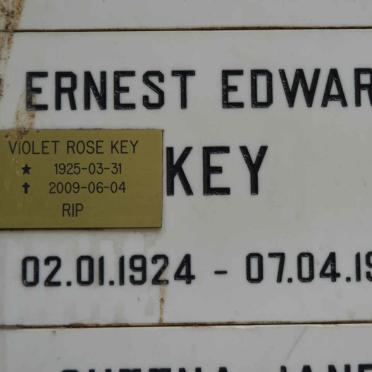 ERNEST EDWAR
KEY
VIOLET ROSE KEY
★ 1925-03-31
✝ 2009-06-04
RIP
02.01.1924 - 07.04.19